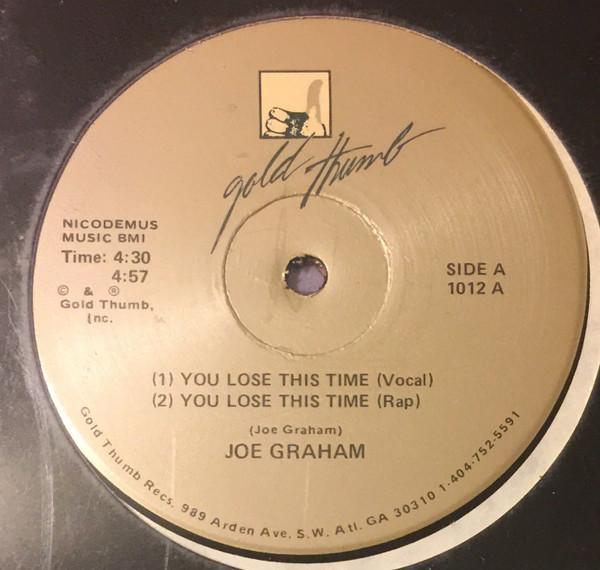 gold thumb
NICODEMUS
MUSIC BMI
Time: 4:30
4:57
© & ®
Gold Thumb,
Inc.
SIDE A
1012 A
(1) YOU LOSE THIS TIME (Vocal)
(2) YOU LOSE THIS TIME (Rap)
(Joe Graham)
JOE GRAHAM
Gold Thumb Recs. 989 Arden Ave. S.W. Atl. GA 30310 1-404-752-5591